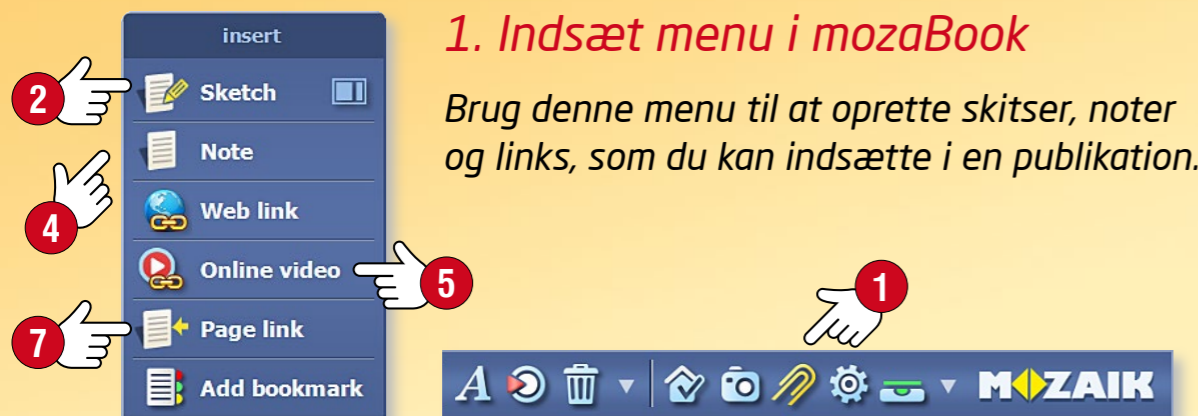 insert
2
Sketch
4
Note
Web link
Online video
5
7
Page link
Add bookmark
1. Indsæt menu i mozaBook
Brug denne menu til at oprette skitser, noter
og links, som du kan indsætte i en publikation.
1
A
MOZAIK